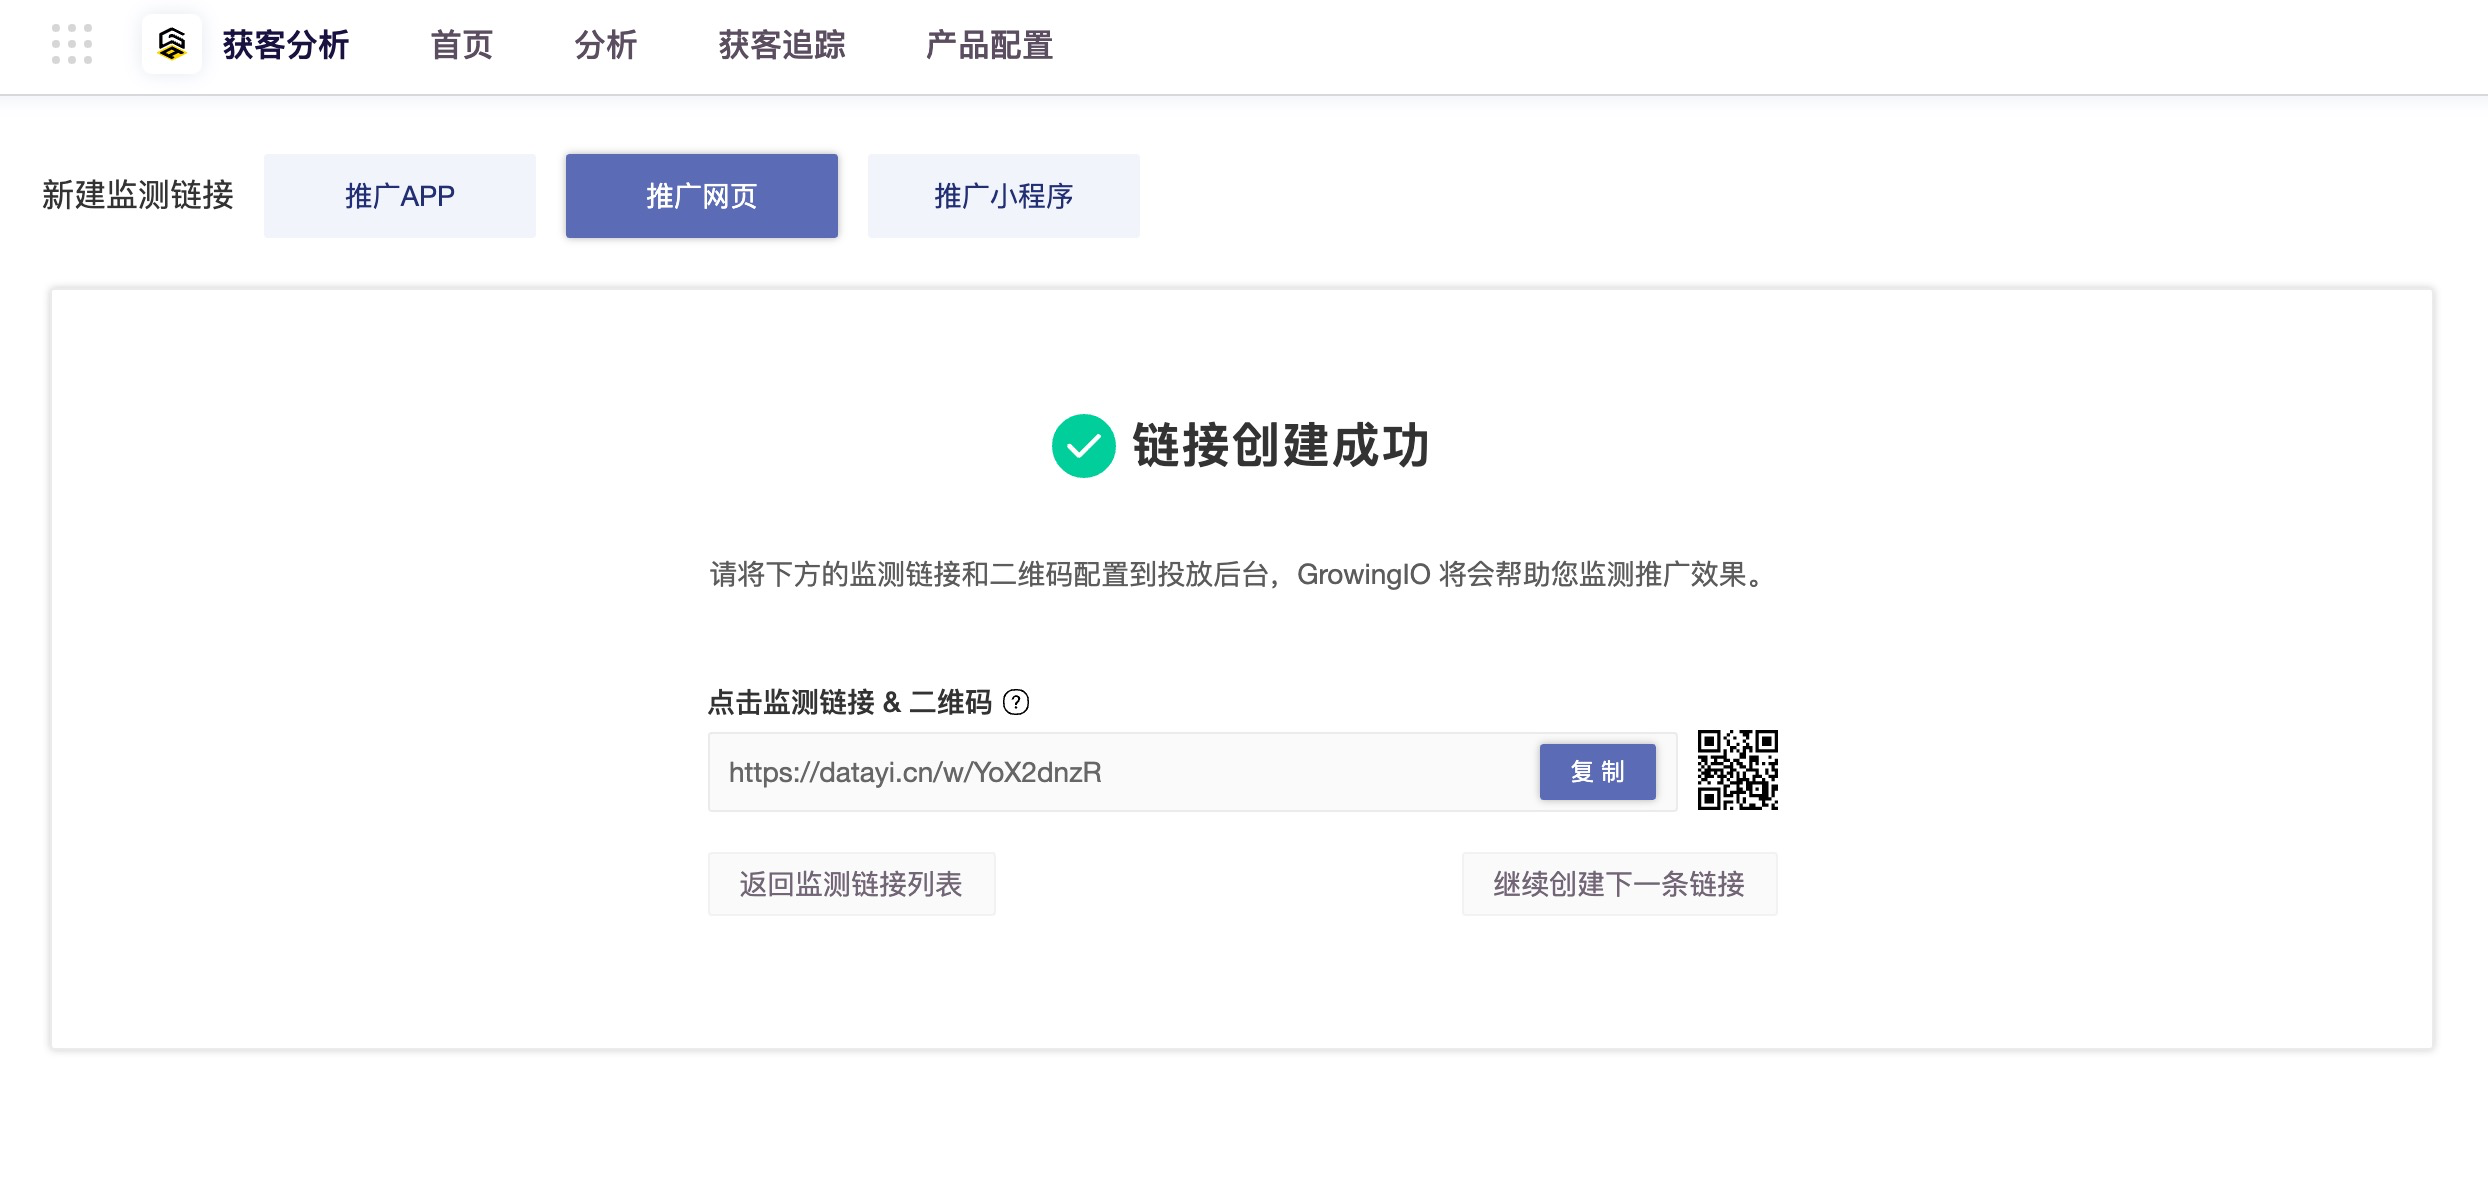 获客分析 首页 分析 获客追踪 产品配置
新建监测链接 推广APP 推广网页 推广小程序
链接创建成功
请将下方的监测链接和二维码配置到投放后台，GrowingIO 将会帮助您监测推广效果。
点击监测链接 & 二维码 ?
https://datayi.cn/w/YoX2dnzR 复 制
返回监测链接列表 继续创建下一条链接